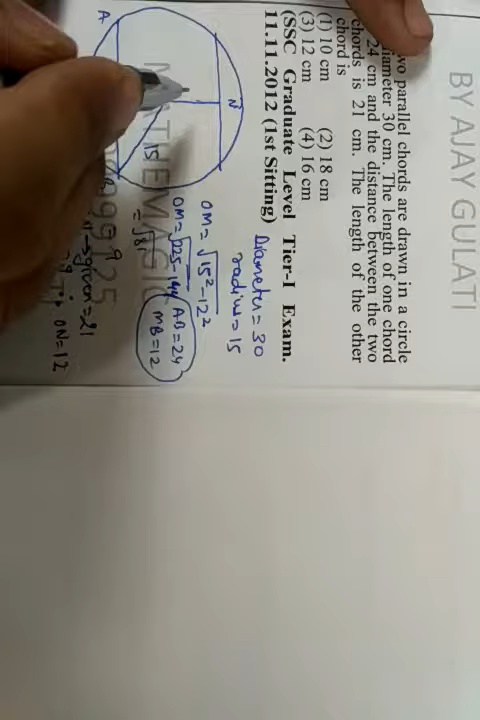 BY AJAY GULATI
wo parallel chords are drawn in a circle
diameter 30 cm. The length of one chord
24 cm and the distance between the two
chords is 21 cm. The length of the other
chord is
(1) 10 cm (2) 18 cm
(3) 12 cm (4) 16 cm
(SSC Graduate Level Tier-I Exam.
11.11.2012 (1st Sitting)
Diameter = 30
radius = 15
N
A
15
OM = √15²-12²
OM = √225-144
= √81
AB = 24
MB = 12
given = 21
ON = 12